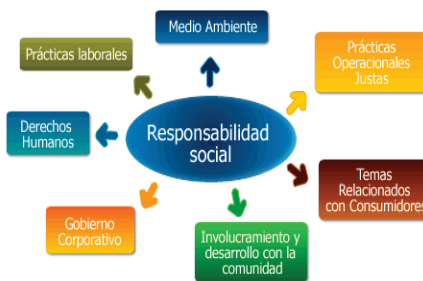 Medio Ambiente
Prácticas laborales
Prácticas
Operacionales
Justas
Derechos
Humanos
Responsabilidad
social
Temas
Relacionados
con Consumidores
Gobierno
Corporativo
Involucramiento y
desarrollo con la
comunidad